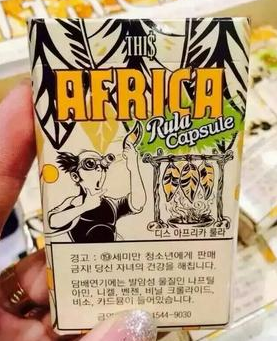 THI$
AFRICA
Rula
Capsule
디스 아프리카 룰라
경고 : ⑲세미만 청소년에게 판매
금지! 당신 자녀의 건강을 해칩니다.
담배연기에는 발암성 물질인 나프틸
아민, 니켈, 벤젠, 비닐 크롤라이드,
비소, 카드뮴이 들어있습니다.
1544-9030